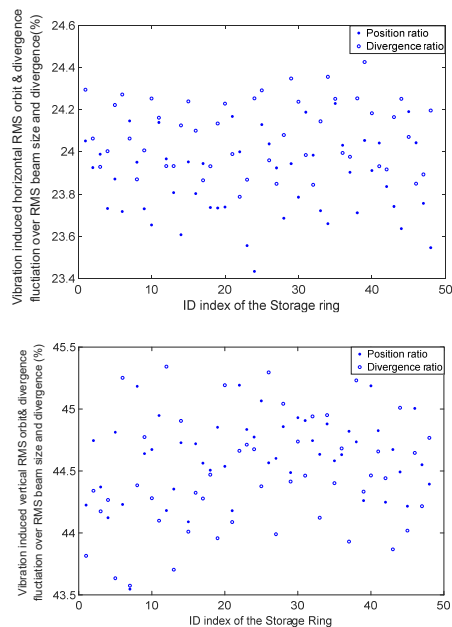 Vibration induced horizontal RMS orbit & divergence
fluctiation over RMS beam size and divergence(%)
24.6
24.4
24.2
24
23.8
23.6
23.4
0
10
20
30
40
50
ID index of the Storage ring
Position ratio
Divergence ratio
Vibration induced vertical RMS orbit& divergence
fluctiation over RMS beam size and divergence (%)
45.5
45
44.5
44
43.5
0
10
20
30
40
50
ID index of the Storage Ring
Position ratio
Divergence ratio